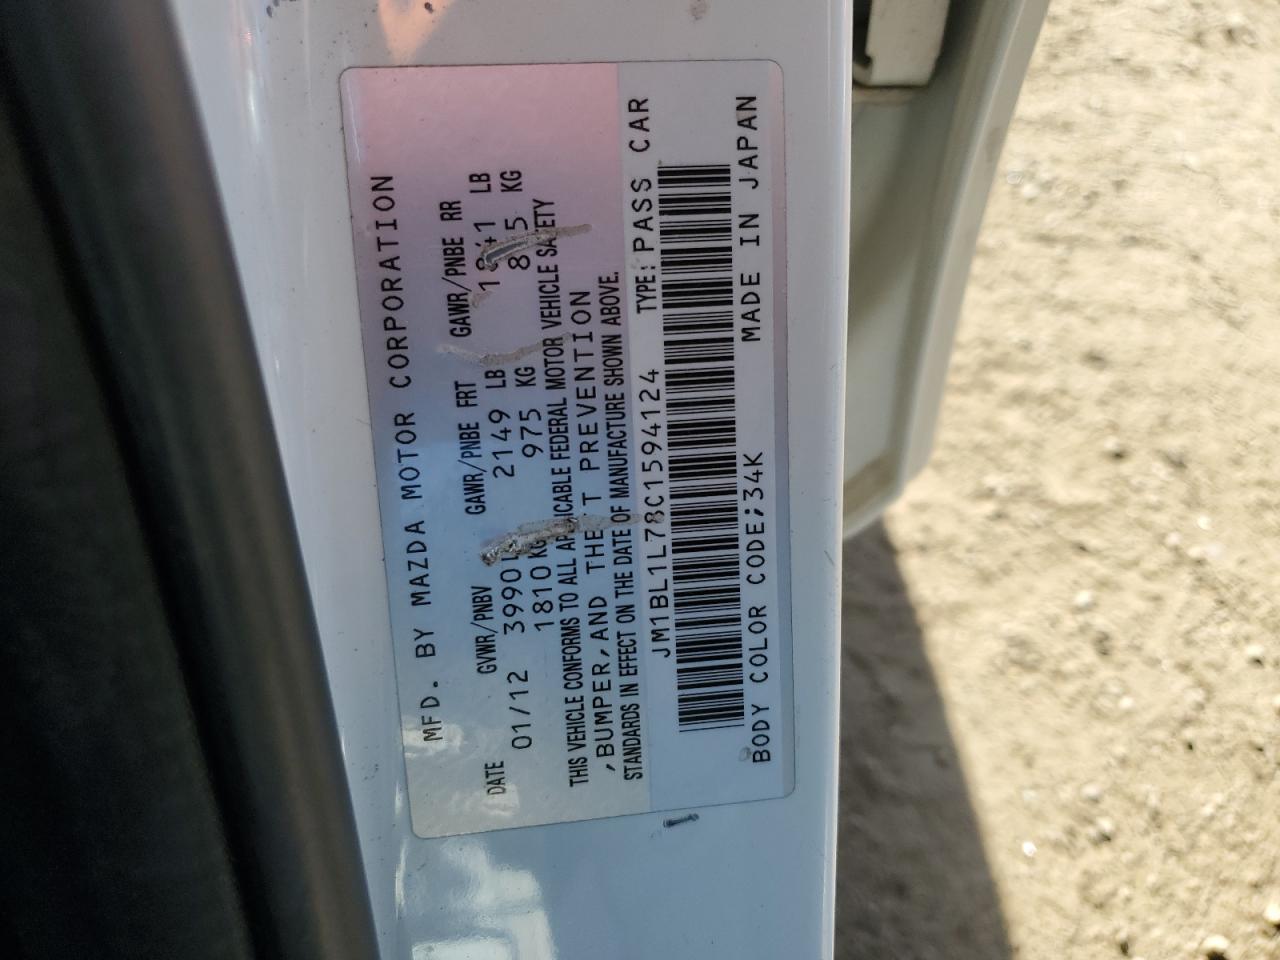 MFD. BY MAZDA MOTOR CORPORATION
DATE GVWR/PNBV GAWR/PNBE FRT GAWR/PNBE RR
01/12 3990 2149 LB LB
1810 KG 975 KG KG
THIS VEHICLE CONFORMS TO ALL APPLICABLE FEDERAL MOTOR VEHICLE SAFETY
,BUMPER,AND THEFT PREVENTION
STANDARDS IN EFFECT ON THE DATE OF MANUFACTURE SHOWN ABOVE.
JM1BL1L78C1594124 TYPE: PASS CAR
BODY COLOR CODE;34K MADE IN JAPAN